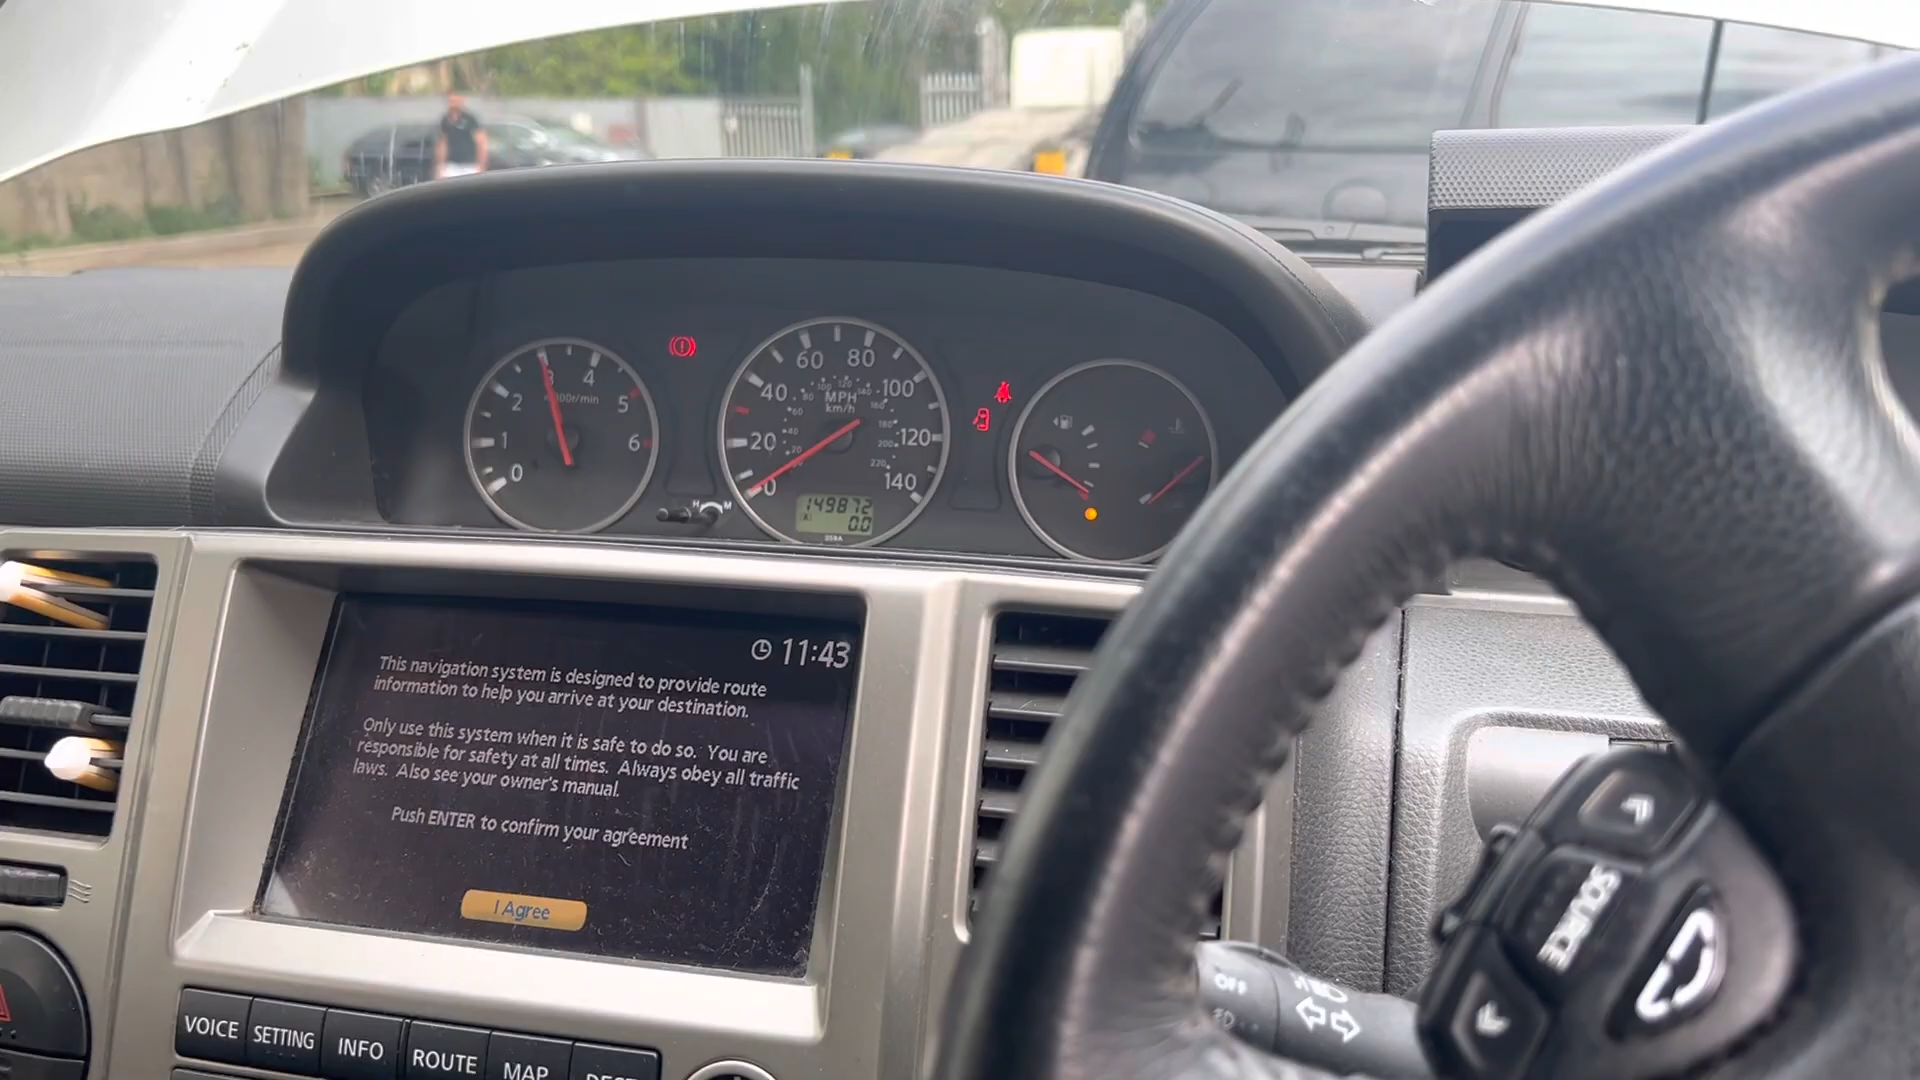 3
4
2
5
x1000r/min
1
6
0
60
80
40
100
MPH
km/h
20
120
0
140
149872
0.0
H
M
11:43
This navigation system is designed to provide route
information to help you arrive at your destination.
Only use this system when it is safe to do so. You are
responsible for safety at all times. Always obey all traffic
laws. Also see your owner's manual.
Push ENTER to confirm your agreement
I Agree
VOICE
SETTING
INFO
ROUTE
MAP
SOURCE
OFF